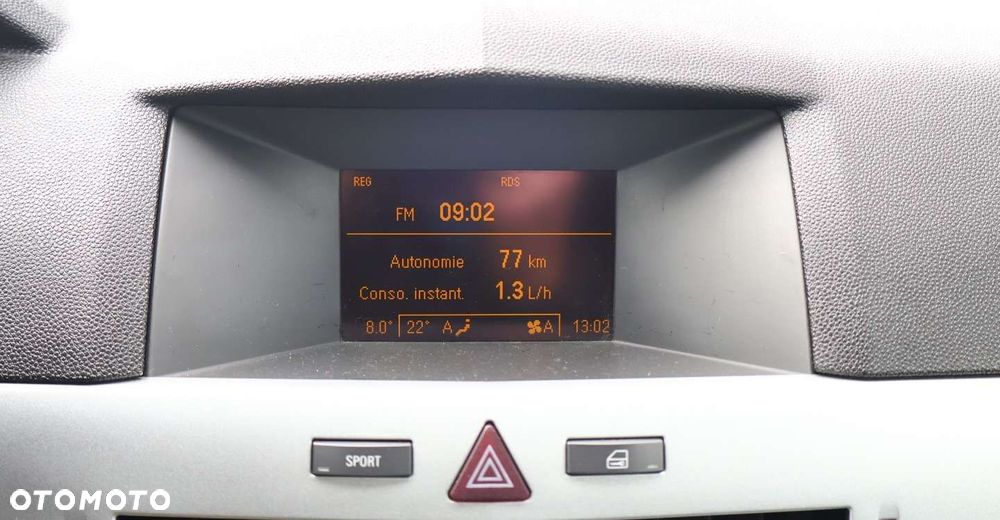 REG RDS
FM 09:02
Autonomie 77 km
Conso. instant. 1.3 L/h
8.0° 22° A A 13:02
SPORT
OTOMOTO